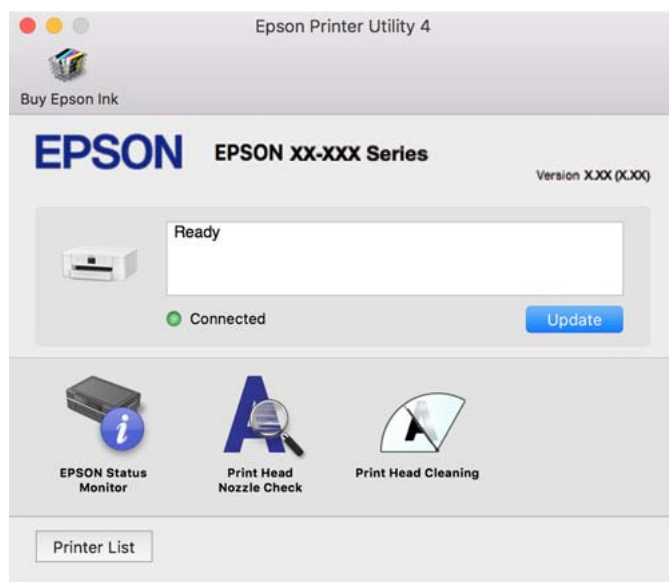 Epson Printer Utility 4
Buy Epson Ink
EPSON
EPSON XX-XXX Series
Version X.XX (X.XX)
Ready
Connected
Update
EPSON Status
Monitor
Print Head
Nozzle Check
Print Head Cleaning
Printer List